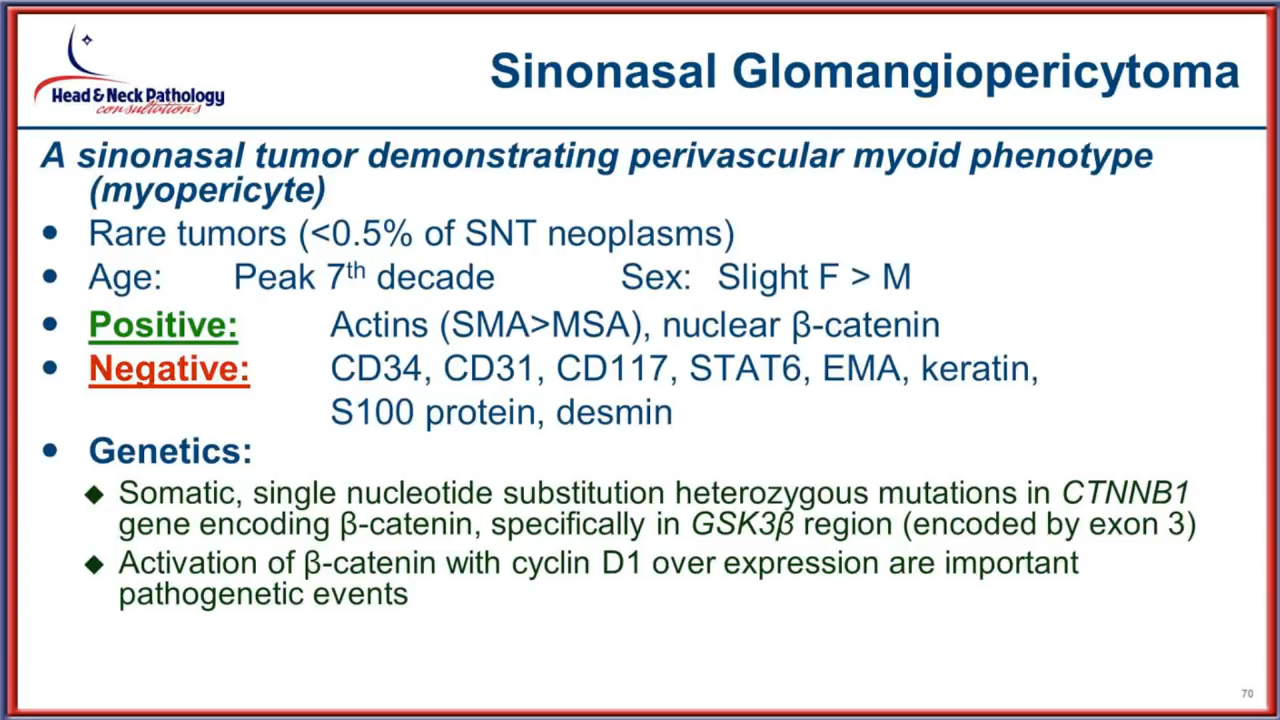 Head & Neck Pathology
consultations
Sinonasal Glomangiopericytoma
A sinonasal tumor demonstrating perivascular myoid phenotype
(myopericyte)
• Rare tumors (<0.5% of SNT neoplasms)
• Age: Peak 7th decade Sex: Slight F > M
• Positive: Actins (SMA>MSA), nuclear β-catenin
• Negative: CD34, CD31, CD117, STAT6, EMA, keratin,
S100 protein, desmin
• Genetics:
◆ Somatic, single nucleotide substitution heterozygous mutations in CTNNB1
gene encoding β-catenin, specifically in GSK3β region (encoded by exon 3)
◆ Activation of β-catenin with cyclin D1 over expression are important
pathogenetic events
70